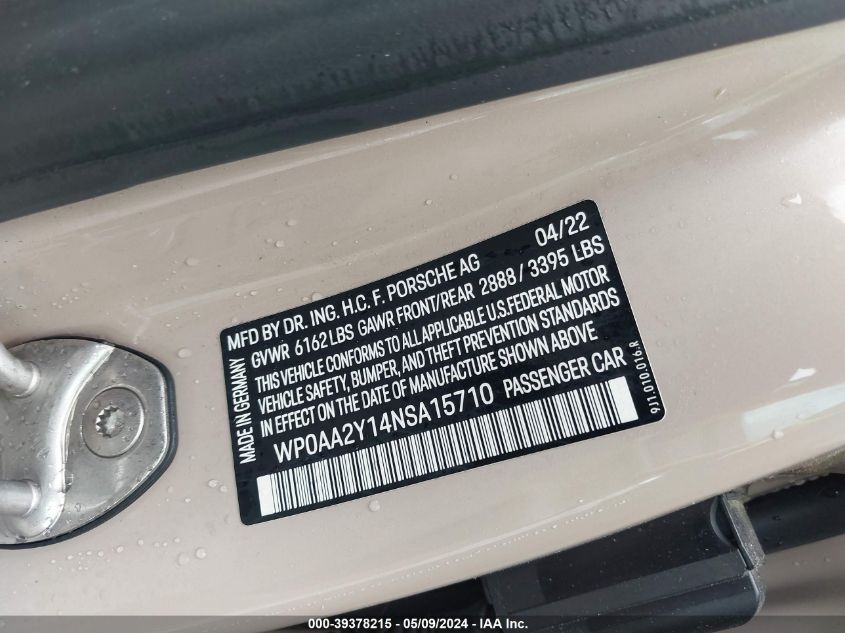 MADE IN GERMANY
MFD BY DR. ING. H.C. F. PORSCHE AG 04/22
GVWR 6162 LBS GAWR FRONT/REAR 2888 / 3395 LBS
THIS VEHICLE CONFORMS TO ALL APPLICABLE U.S.FEDERAL MOTOR
VEHICLE SAFETY, BUMPER, AND THEFT PREVENTION STANDARDS
IN EFFECT ON THE DATE OF MANUFACTURE SHOWN ABOVE
WP0AA2Y14NSA15710 PASSENGER CAR
9J1.010.016.R
000-39378215 - 05/09/2024 - IAA Inc.